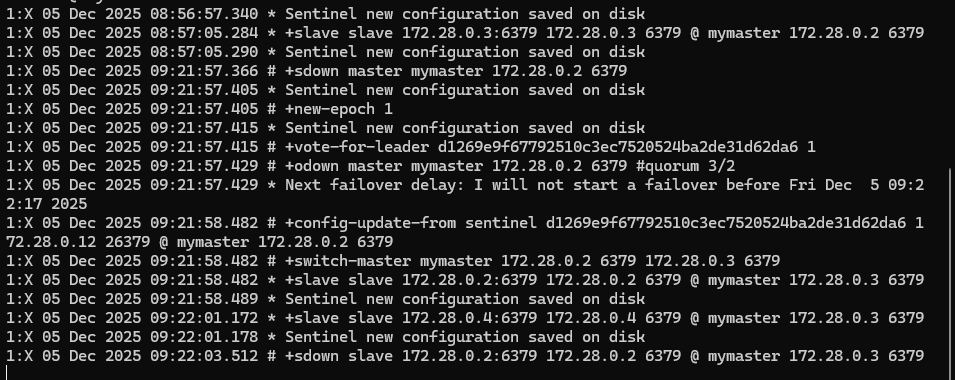 1:X 05 Dec 2025 08:56:57.340 * Sentinel new configuration saved on disk
1:X 05 Dec 2025 08:57:05.284 * +slave slave 172.28.0.3:6379 172.28.0.3 6379 @ mymaster 172.28.0.2 6379
1:X 05 Dec 2025 08:57:05.290 * Sentinel new configuration saved on disk
1:X 05 Dec 2025 09:21:57.366 # +sdown master mymaster 172.28.0.2 6379
1:X 05 Dec 2025 09:21:57.405 * Sentinel new configuration saved on disk
1:X 05 Dec 2025 09:21:57.405 # +new-epoch 1
1:X 05 Dec 2025 09:21:57.415 * Sentinel new configuration saved on disk
1:X 05 Dec 2025 09:21:57.415 # +vote-for-leader d1269e9f67792510c3ec7520524ba2de31d62da6 1
1:X 05 Dec 2025 09:21:57.429 # +odown master mymaster 172.28.0.2 6379 #quorum 3/2
1:X 05 Dec 2025 09:21:57.429 * Next failover delay: I will not start a failover before Fri Dec  5 09:2
2:17 2025
1:X 05 Dec 2025 09:21:58.482 # +config-update-from sentinel d1269e9f67792510c3ec7520524ba2de31d62da6 1
72.28.0.12 26379 @ mymaster 172.28.0.2 6379
1:X 05 Dec 2025 09:21:58.482 # +switch-master mymaster 172.28.0.2 6379 172.28.0.3 6379
1:X 05 Dec 2025 09:21:58.482 * +slave slave 172.28.0.2:6379 172.28.0.2 6379 @ mymaster 172.28.0.3 6379
1:X 05 Dec 2025 09:21:58.489 * Sentinel new configuration saved on disk
1:X 05 Dec 2025 09:22:01.172 * +slave slave 172.28.0.4:6379 172.28.0.4 6379 @ mymaster 172.28.0.3 6379
1:X 05 Dec 2025 09:22:01.178 * Sentinel new configuration saved on disk
1:X 05 Dec 2025 09:22:03.512 # +sdown slave 172.28.0.2:6379 172.28.0.2 6379 @ mymaster 172.28.0.3 6379